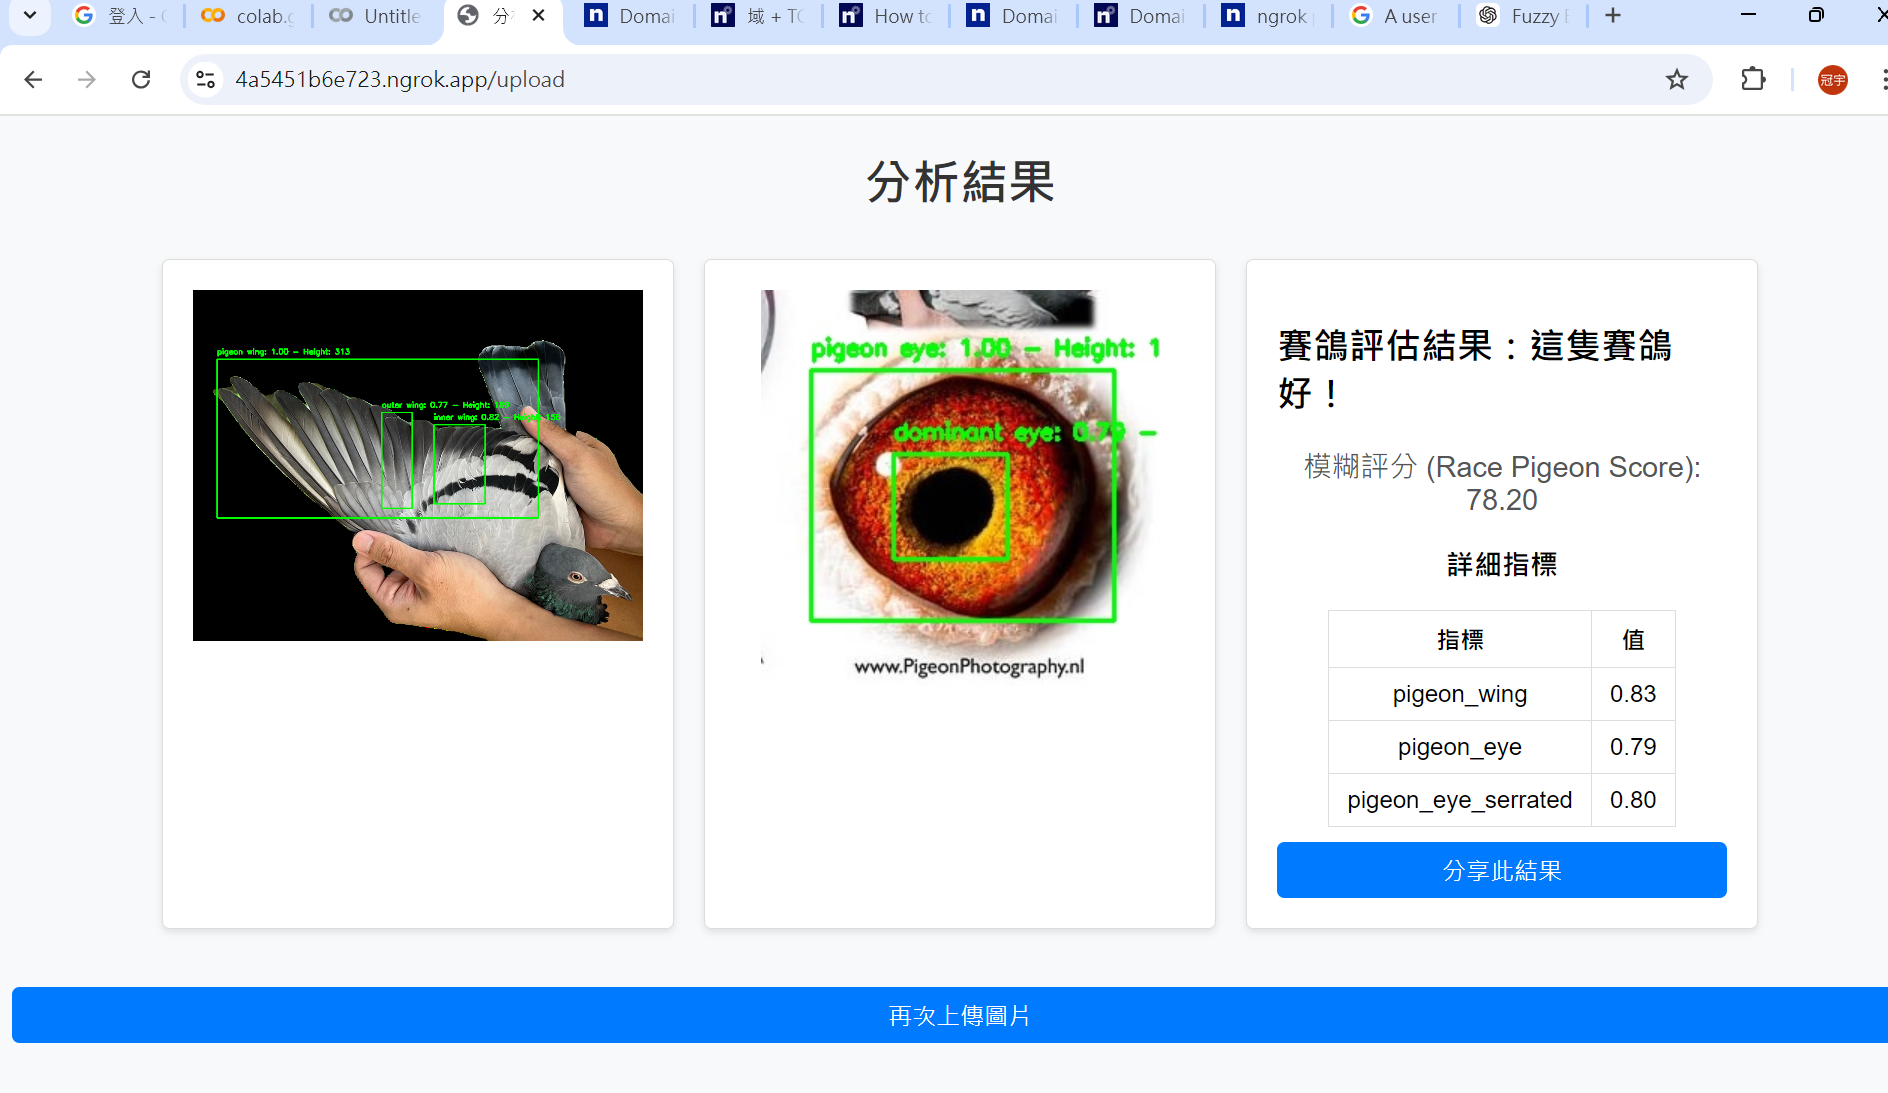 登入 -
colab.g
Untitle
分
Domai
域 + TC
How to
Domai
Domai
ngrok
A user
Fuzzy
4a5451b6e723.ngrok.app/upload
冠宇
分析結果
pigeon wing: 1.00 - Height: 313
outer wing: 0.77 - Height:
inner wing: 0.82 -
pigeon eye: 1.00 - Height: 1
dominant eye: 0.79 -
www.PigeonPhotography.nl
賽鴿評估結果：這隻賽鴿
好！
模糊評分 (Race Pigeon Score):
78.20
詳細指標
指標 值
pigeon_wing 0.83
pigeon_eye 0.79
pigeon_eye_serrated 0.80
分享此結果
再次上傳圖片